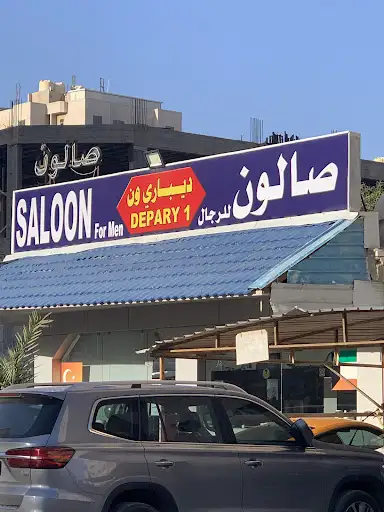 صالون
SALOON For Men
ديباري ون
DEPARY 1
صالون للرجال